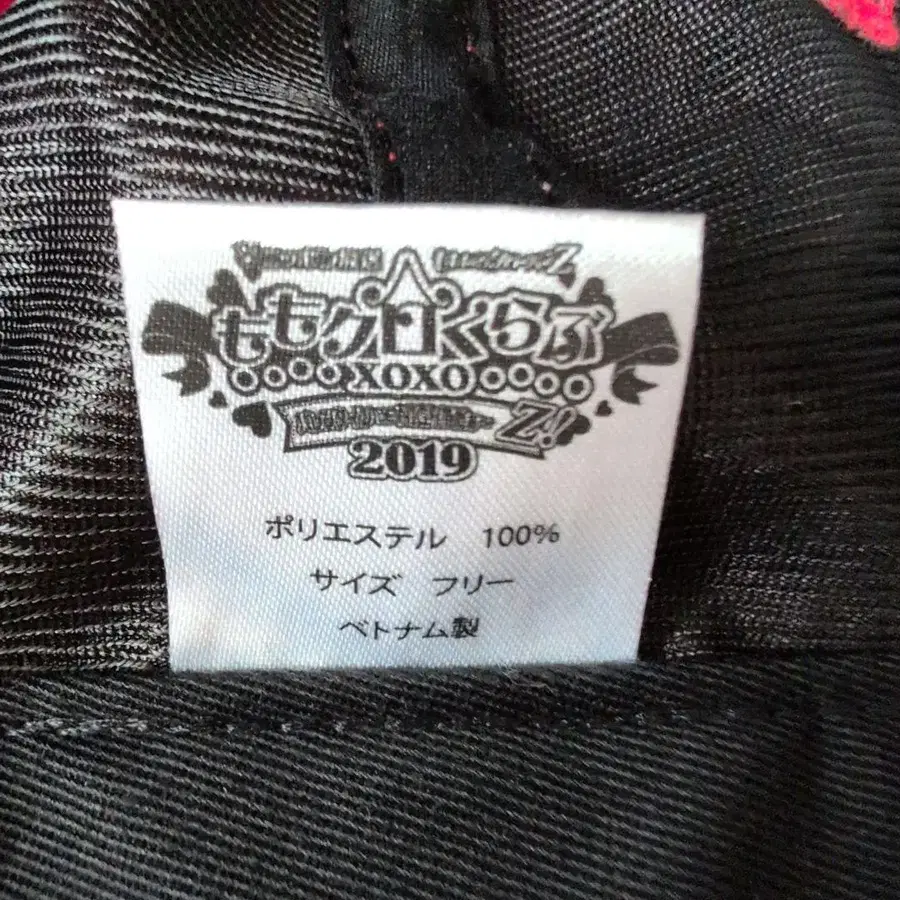 ももクロくらぶ
XOXO
Z!
2019
ポリエステル 100%
サイズ フリー
ベトナム製